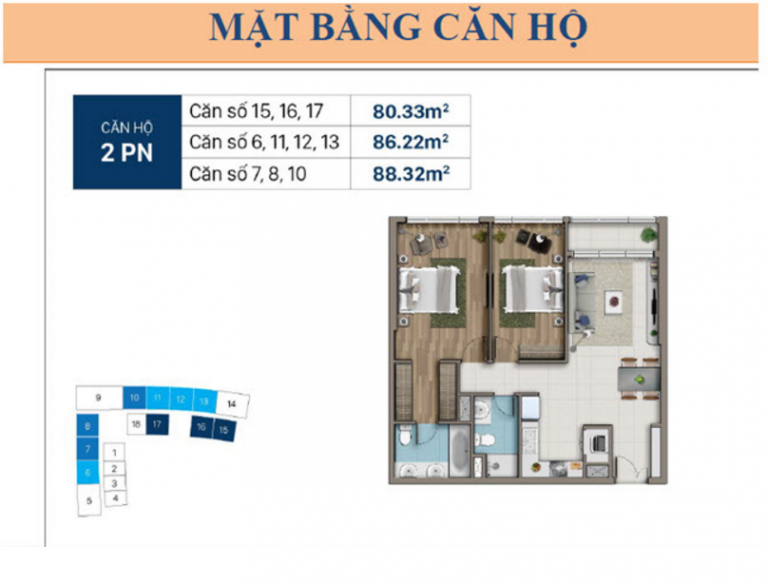 MẶT BẰNG CĂN HỘ
CĂN HỘ
2 PN
Căn số 15, 16, 17 80.33m²
Căn số 6, 11, 12, 13 86.22m²
Căn số 7, 8, 10 88.32m²
9 10 11 12 13 14
8 18 17 16 15
7 1
6 2
3
5 4